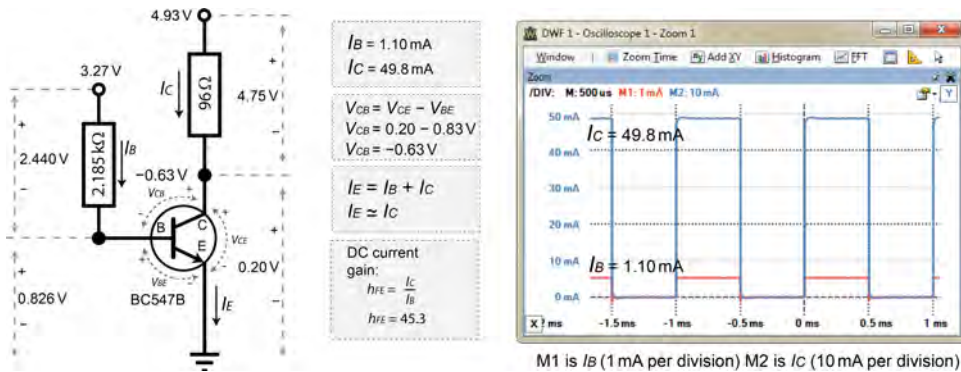 4.93 V
3.27 V
IC
96 Ω
+
4.75 V
−
+
2.440 V
−
2.185 kΩ
IB
−0.63 V
VCB
B
C
E
VCE
VBE
+
0.20 V
−
+
0.826 V
−
BC547B
IE
IB = 1.10 mA
IC = 49.8 mA
VCB = VCE − VBE
VCB = 0.20 − 0.83 V
VCB = −0.63 V
IE = IB + IC
IE ≃ IC
DC current
gain:
hFE = IC/IB
hFE = 45.3
DWF 1 - Oscilloscope 1 - Zoom 1
Window Zoom Time Add XY Histogram FFT
Zoom
/DIV: M: 500 us M1: 1 mA M2: 10 mA
Y
50 mA
IC = 49.8 mA
40 mA
30 mA
20 mA
10 mA
IB = 1.10 mA
0 mA
X ms -1.5 ms -1 ms -0.5 ms 0 ms 0.5 ms 1 ms
M1 is IB (1 mA per division) M2 is IC (10 mA per division)